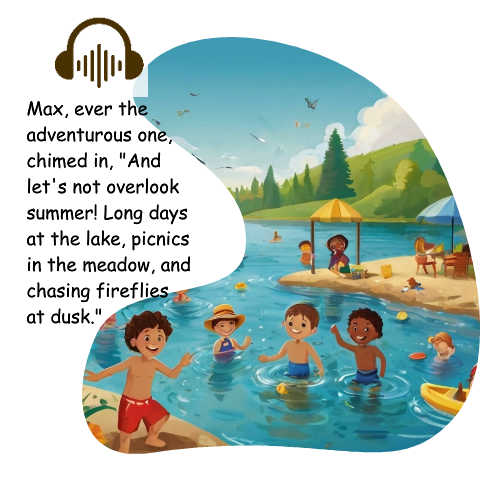 Max, ever the
adventurous one,
chimed in, "And
let's not overlook
summer! Long days
at the lake, picnics
in the meadow, and
chasing fireflies
at dusk."